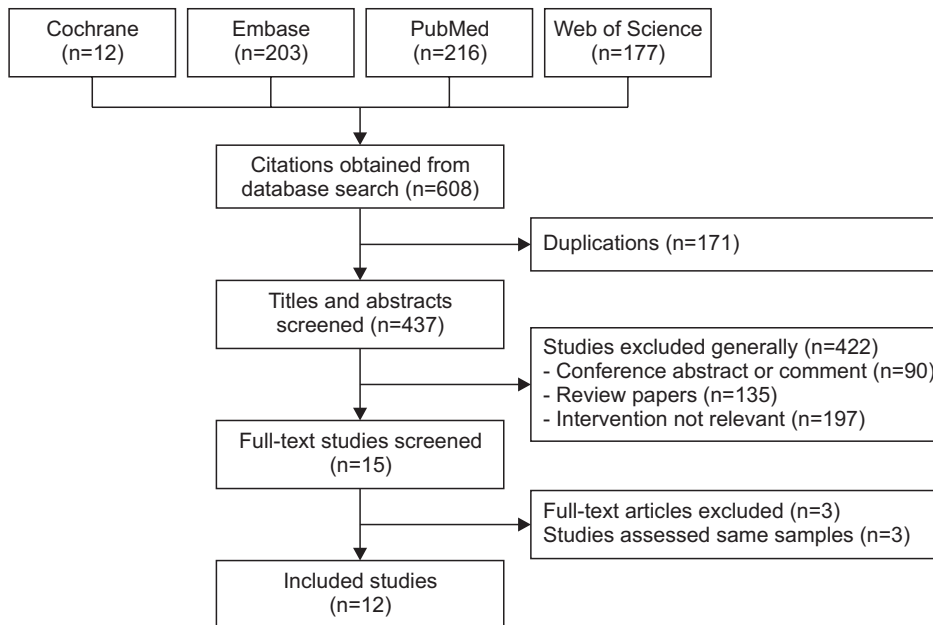 Cochrane
(n=12)
Embase
(n=203)
PubMed
(n=216)
Web of Science
(n=177)
Citations obtained from
database search (n=608)
Duplications (n=171)
Titles and abstracts
screened (n=437)
Studies excluded generally (n=422)
- Conference abstract or comment (n=90)
- Review papers (n=135)
- Intervention not relevant (n=197)
Full-text studies screened
(n=15)
Full-text articles excluded (n=3)
Studies assessed same samples (n=3)
Included studies
(n=12)